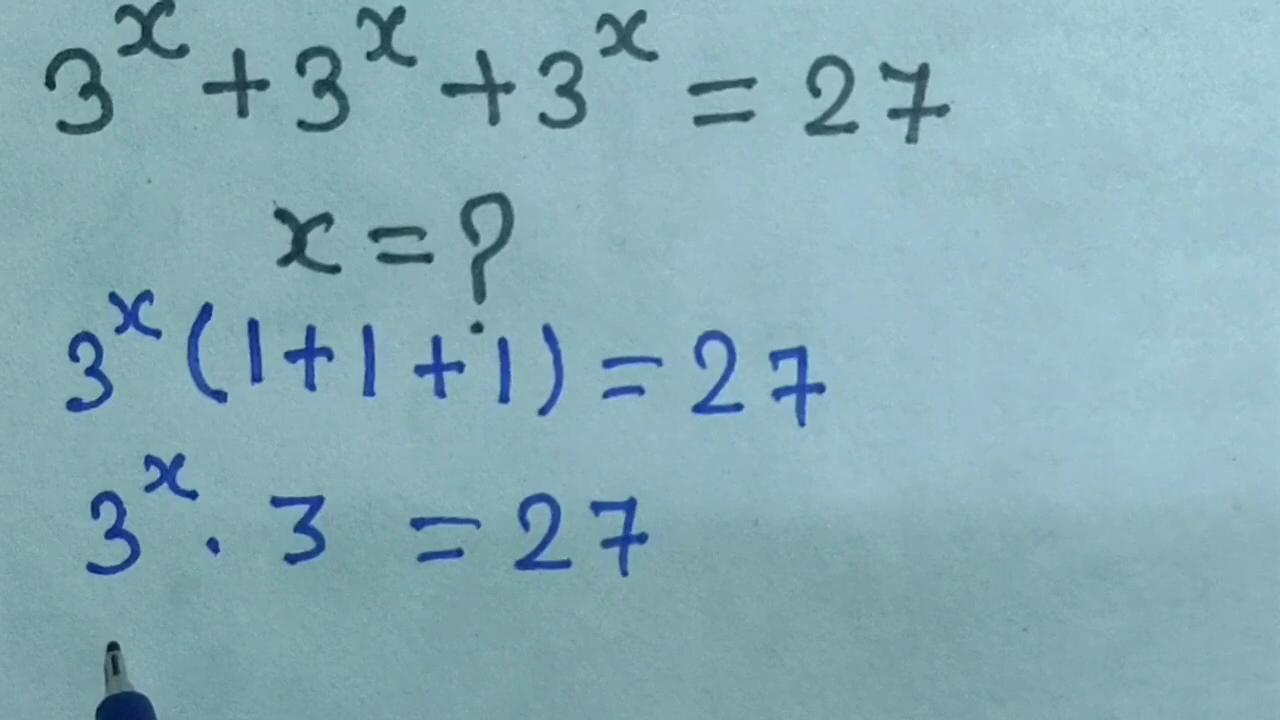 3^x + 3^x + 3^x = 27
x = ?
3^x (1 + 1 + 1) = 27
3^x . 3 = 27